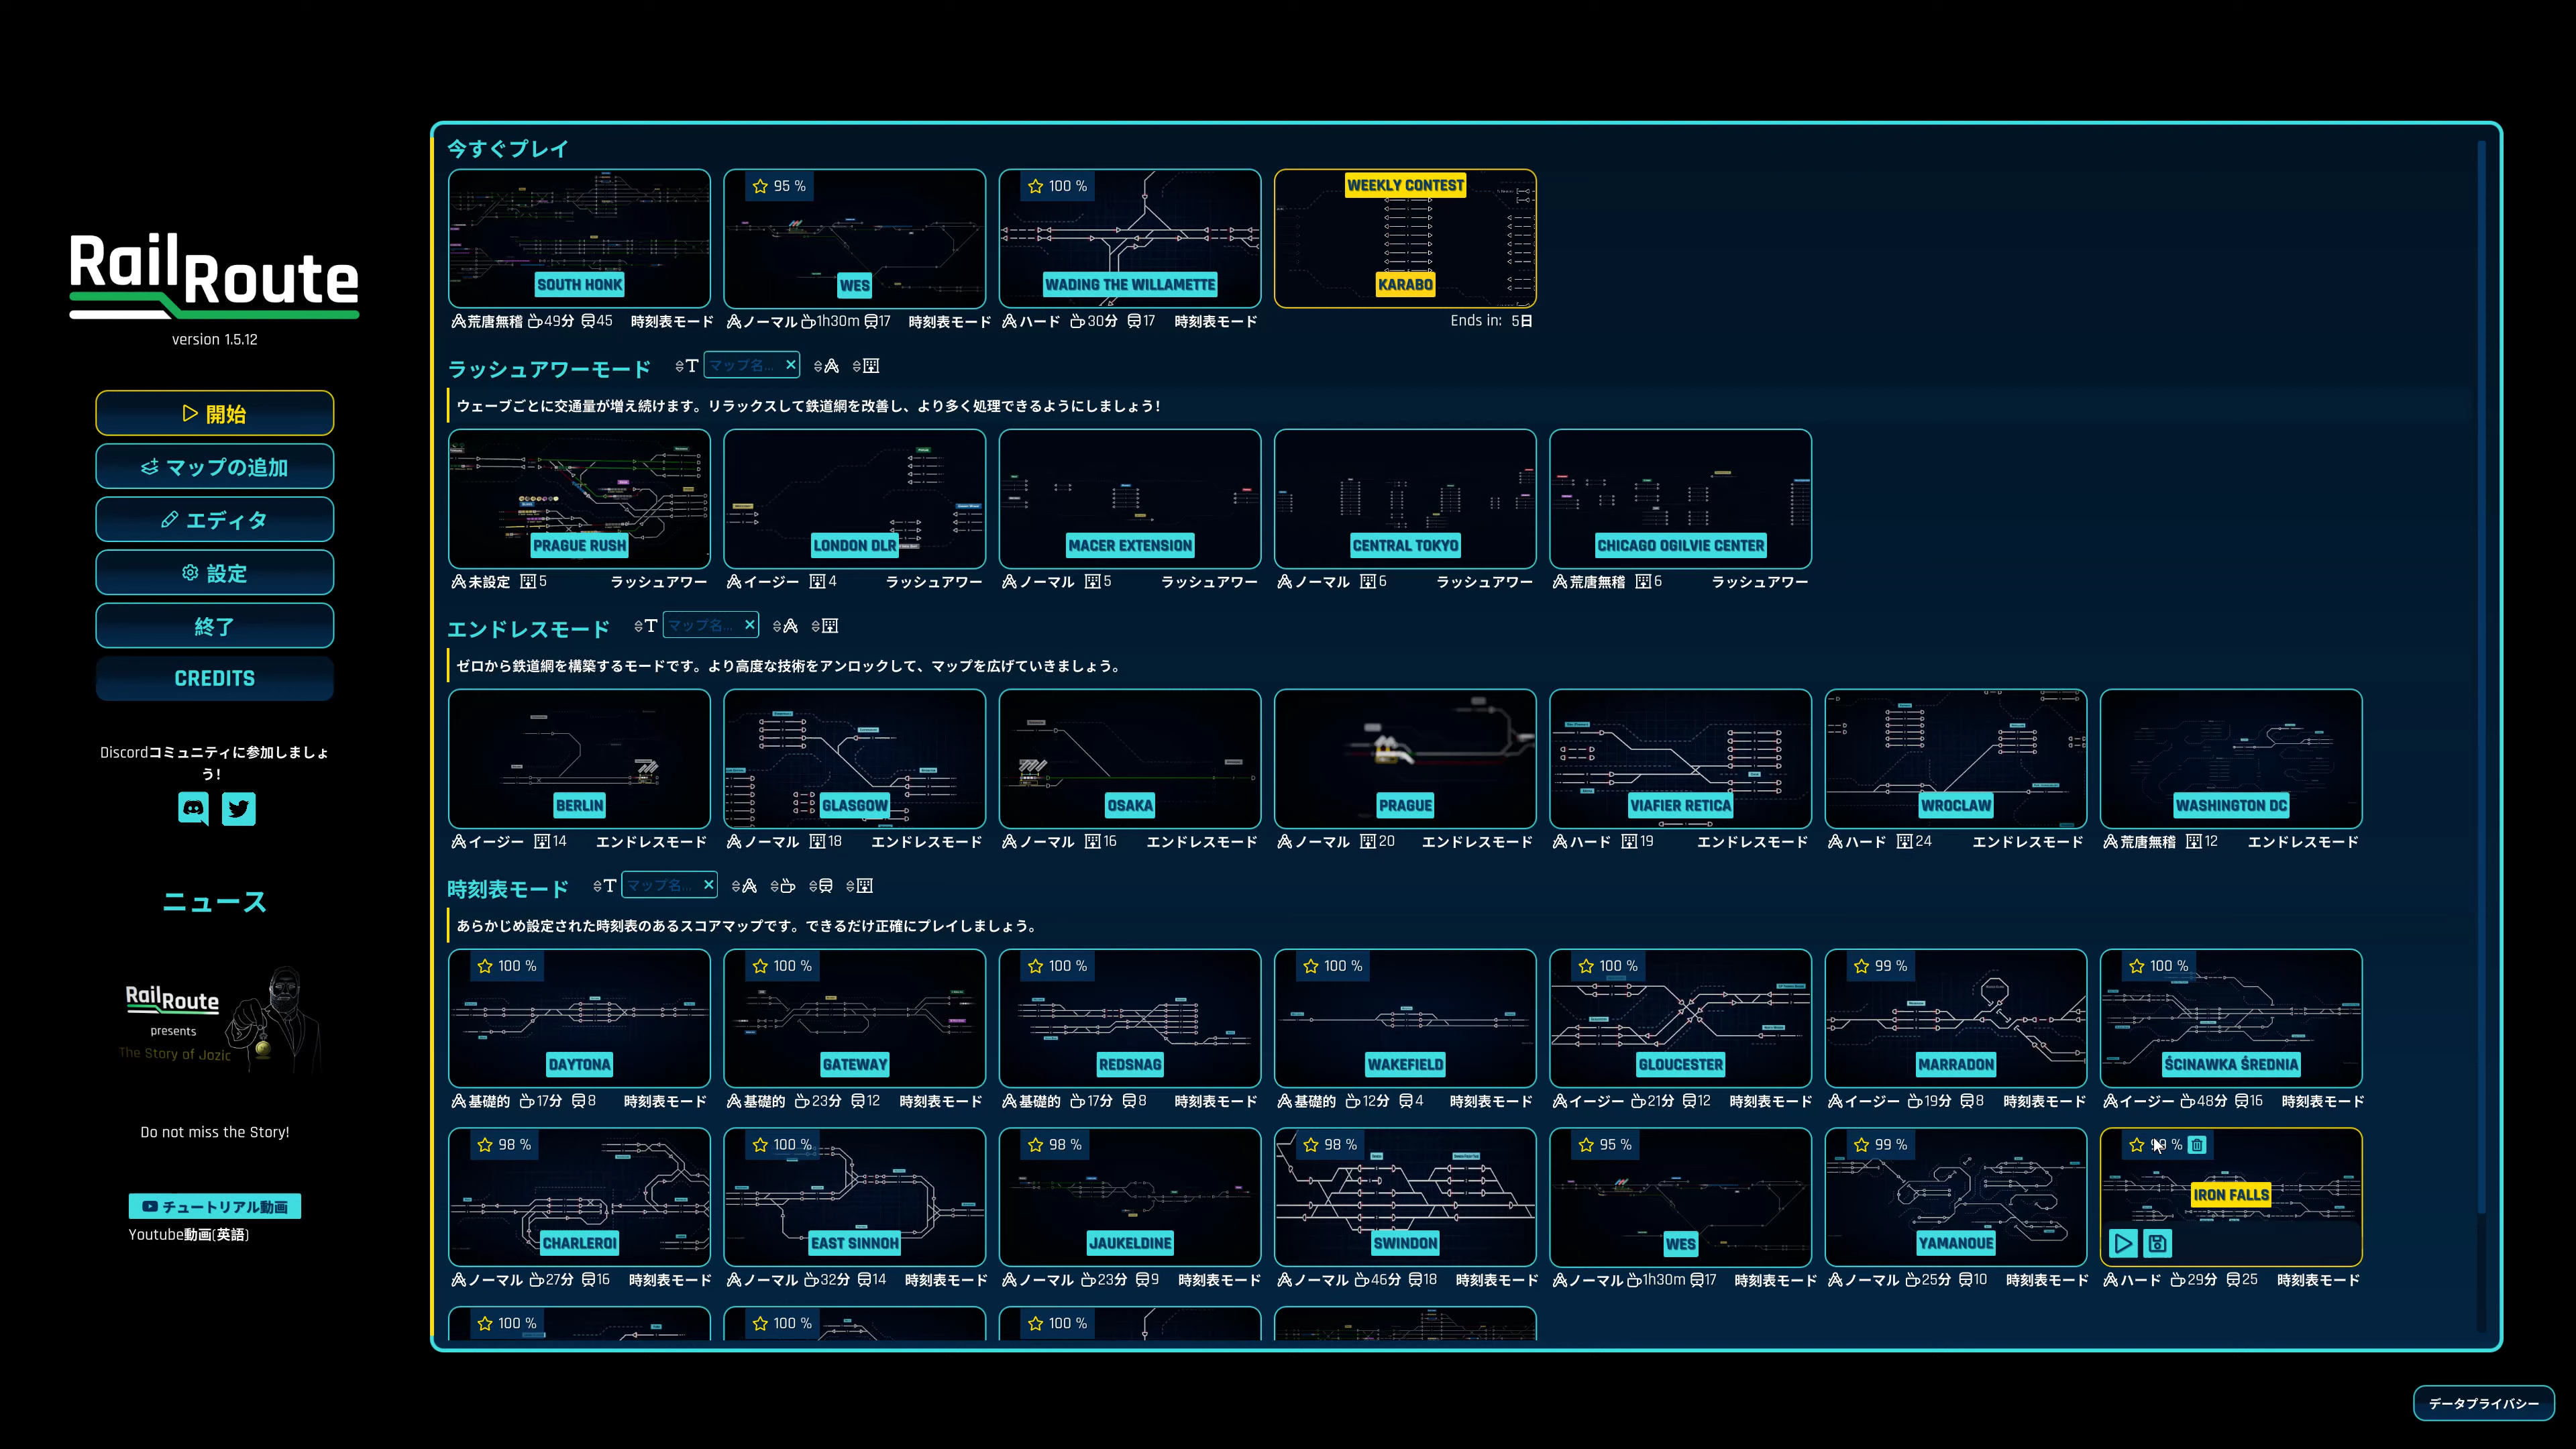 RailRoute
version 1.5.12
開始
マップの追加
エディタ
設定
終了
CREDITS
Discordコミュニティに参加しましょ
う!
ニュース
RailRoute
presents
The Story of Jozic
Do not miss the Story!
チュートリアル動画
Youtube動画(英語)
今すぐプレイ
SOUTH HONK
荒唐無稽 49分 45 時刻表モード
95 %
WES
ノーマル 1h30m 17 時刻表モード
100 %
WADING THE WILLAMETTE
ハード 30分 17 時刻表モード
WEEKLY CONTEST
KARABO
Ends in: 5日
ラッシュアワーモード T マップ名...
ウェーブごとに交通量が増え続けます。リラックスして鉄道網を改善し、より多く処理できるようにしましょう!
PRAGUE RUSH
未設定 5 ラッシュアワー
LONDON DLR
イージー 4 ラッシュアワー
MACER EXTENSION
ノーマル 5 ラッシュアワー
CENTRAL TOKYO
ノーマル 6 ラッシュアワー
CHICAGO OGILVIE CENTER
荒唐無稽 6 ラッシュアワー
エンドレスモード T マップ名...
ゼロから鉄道網を構築するモードです。より高度な技術をアンロックして、マップを広げていきましょう。
BERLIN
イージー 14 エンドレスモード
GLASGOW
ノーマル 18 エンドレスモード
OSAKA
ノーマル 16 エンドレスモード
PRAGUE
ノーマル 20 エンドレスモード
VIAFIER RETICA
ハード 19 エンドレスモード
WROCLAW
ハード 24 エンドレスモード
WASHINGTON DC
荒唐無稽 12 エンドレスモード
時刻表モード T マップ名...
あらかじめ設定された時刻表のあるスコアマップです。できるだけ正確にプレイしましょう。
100 %
DAYTONA
基礎的 17分 8 時刻表モード
100 %
GATEWAY
基礎的 23分 12 時刻表モード
100 %
REDSNAG
基礎的 17分 8 時刻表モード
100 %
WAKEFIELD
基礎的 12分 4 時刻表モード
100 %
GLOUCESTER
イージー 21分 12 時刻表モード
99 %
MARRADON
イージー 19分 8 時刻表モード
100 %
ŚCINAWKA ŚREDNIA
イージー 48分 16 時刻表モード
98 %
CHARLEROI
ノーマル 27分 16 時刻表モード
100 %
EAST SINNOH
ノーマル 32分 14 時刻表モード
98 %
JAUKELDINE
ノーマル 23分 9 時刻表モード
98 %
SWINDON
ノーマル 46分 18 時刻表モード
95 %
WES
ノーマル 1h30m 17 時刻表モード
99 %
YAMANOUE
ノーマル 25分 10 時刻表モード
%
IRON FALLS
ハード 29分 25 時刻表モード
100 %
100 %
100 %
データプライバシー